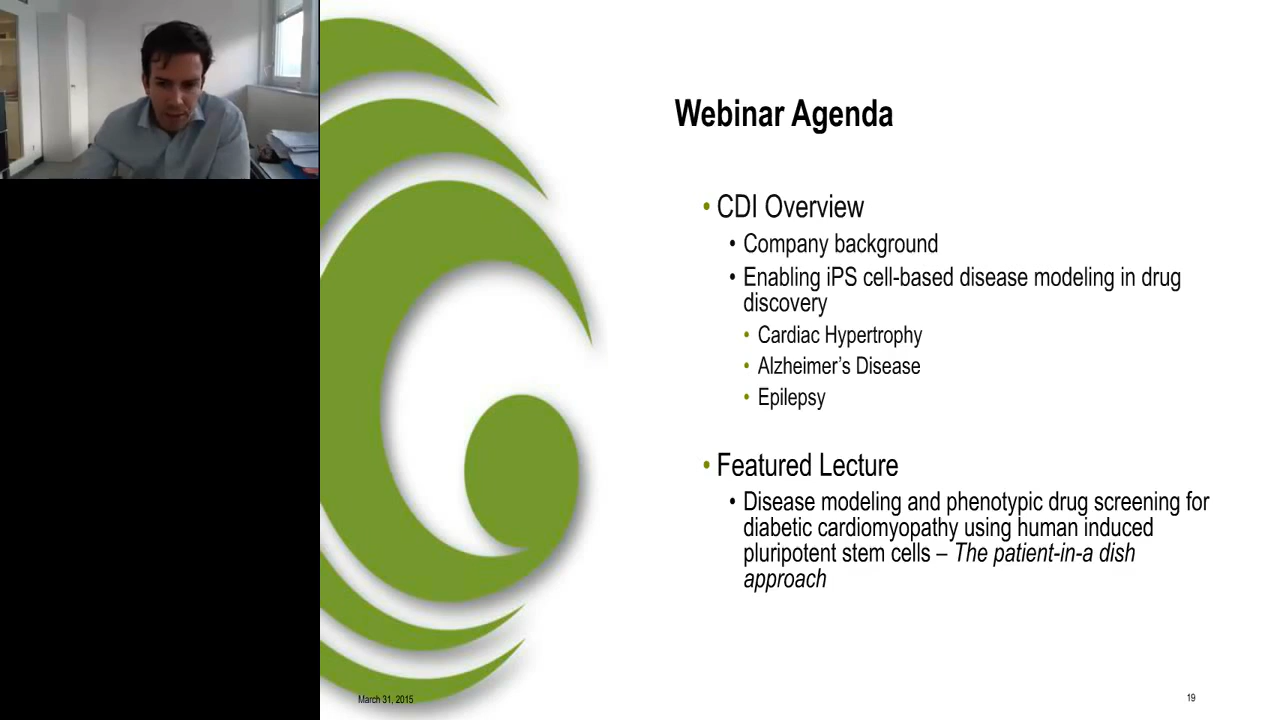 Webinar Agenda
• CDI Overview
• Company background
• Enabling iPS cell-based disease modeling in drug
discovery
• Cardiac Hypertrophy
• Alzheimer’s Disease
• Epilepsy
• Featured Lecture
• Disease modeling and phenotypic drug screening for
diabetic cardiomyopathy using human induced
pluripotent stem cells – The patient-in-a dish
approach
March 31, 2015
19